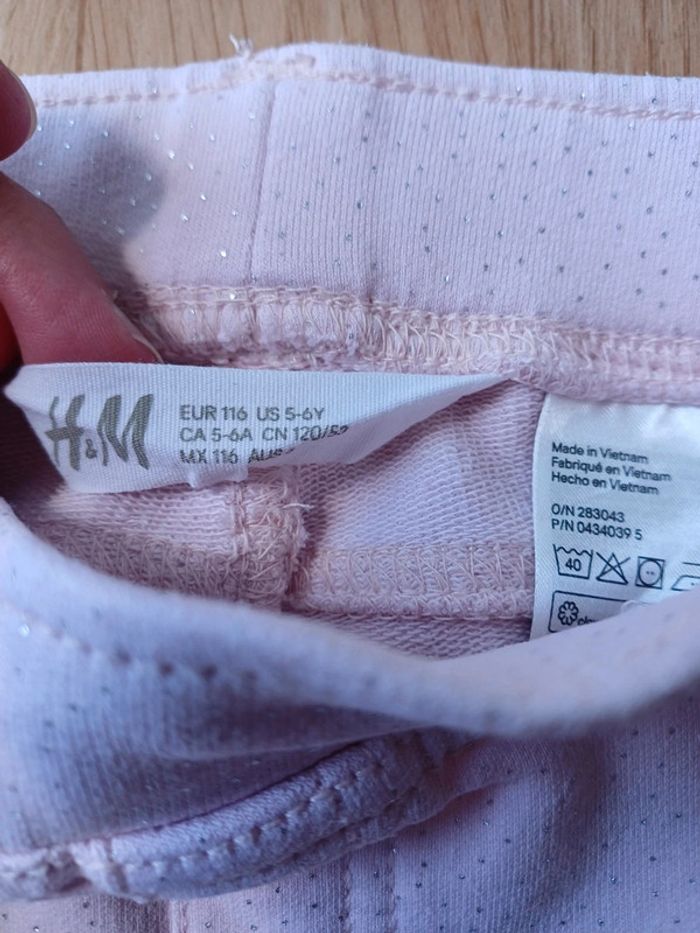 H&M
EUR 116 US 5-6Y
CA 5-6A CN 120/52
MX 116
Made in Vietnam
Fabriqué en Vietnam
Hecho en Vietnam
O/N 283043
P/N 0434039 5
40